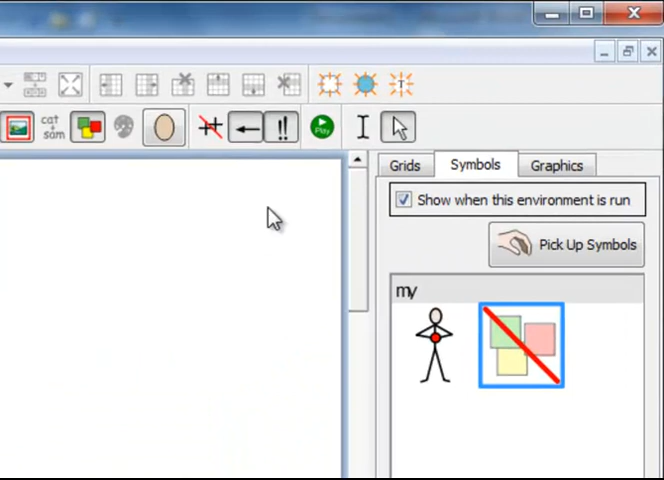 T
cat
sam
Play
Grids
Symbols
Graphics
Show when this environment is run
Pick Up Symbols
my